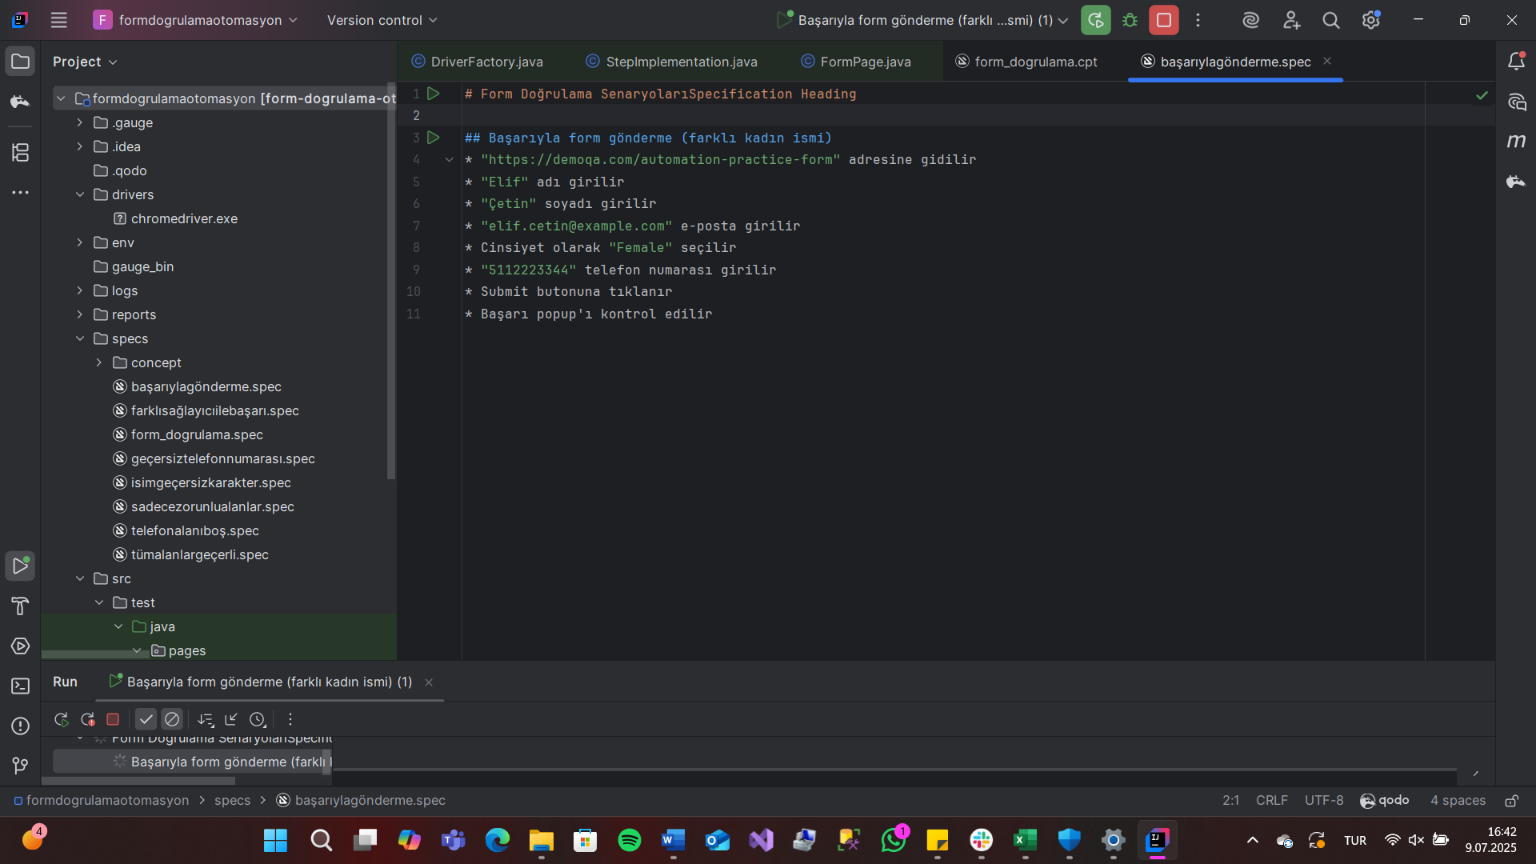 F formdogrulamaotomasyon Version control Başarıyla form gönderme (farklı ...smi) (1)
Project
DriverFactory.java StepImplementation.java FormPage.java form_dogrulama.cpt başarıylagönderme.spec
formdogrulamaotomasyon [form-dogrulama-ot
.gauge
.idea
.qodo
drivers
chromedriver.exe
env
gauge_bin
logs
reports
specs
concept
başarıylagönderme.spec
farklısağlayıcıilebaşarı.spec
form_dogrulama.spec
geçersiztelefonnumarası.spec
isimgeçersizkarakter.spec
sadecezorunlualanlar.spec
telefonalanıboş.spec
tümalanlargeçerli.spec
src
test
java
pages
1 # Form Doğrulama SenaryolarıSpecification Heading
2
3 ## Başarıyla form gönderme (farklı kadın ismi)
4 * "https://demoqa.com/automation-practice-form" adresine gidilir
5 * "Elif" adı girilir
6 * "Çetin" soyadı girilir
7 * "elif.cetin@example.com" e-posta girilir
8 * Cinsiyet olarak "Female" seçilir
9 * "5112223344" telefon numarası girilir
10 * Submit butonuna tıklanır
11 * Başarı popup'ı kontrol edilir
m
Run Başarıyla form gönderme (farklı kadın ismi) (1)
Form Doğrulama SenaryolarıSpecific
Başarıyla form gönderme (farklı
formdogrulamaotomasyon > specs > başarıylagönderme.spec 2:1 CRLF UTF-8 qodo 4 spaces
4 1 TUR 16:42
9.07.2025